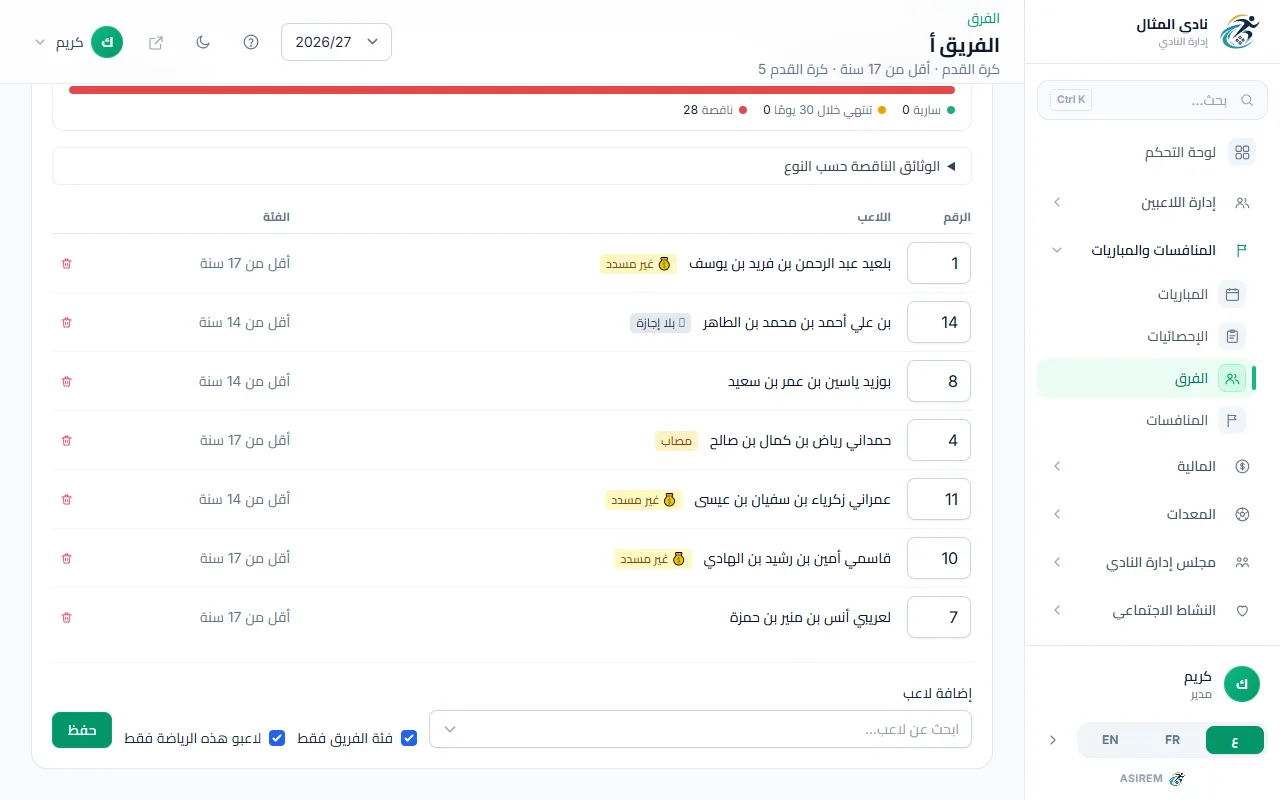 نادي المثال
إدارة النادي
بحث...
Ctrl K
لوحة التحكم
إدارة اللاعبين
المنافسات والمباريات
المباريات
الإحصائيات
الفرق
المنافسات
المالية
المعدات
مجلس إدارة النادي
النشاط الاجتماعي
ك
كريم
مدير
ع
FR
EN
ASIREM
الفرق
الفريق أ
كرة القدم · أقل من 17 سنة · كرة القدم 5
2026/27
ك
كريم
سارية 0
تنتهي خلال 30 يومًا 0
ناقصة 28
الوثائق الناقصة حسب النوع
الرقم اللاعب الفئة
1 بلعيد عبد الرحمن بن فريد بن يوسف غير مسدد أقل من 17 سنة
14 بن علي أحمد بن محمد بن الطاهر بلا إجازة أقل من 14 سنة
8 بوزيد ياسين بن عمر بن سعيد أقل من 14 سنة
4 حمداني رياض بن كمال بن صالح مصاب أقل من 17 سنة
11 عمراني زكرياء بن سفيان بن عيسى غير مسدد أقل من 14 سنة
10 قاسمي أمين بن رشيد بن الهادي غير مسدد أقل من 17 سنة
7 لعريبي أنس بن منير بن حمزة أقل من 17 سنة
إضافة لاعب
ابحث عن لاعب...
فئة الفريق فقط
لاعبو هذه الرياضة فقط
حفظ